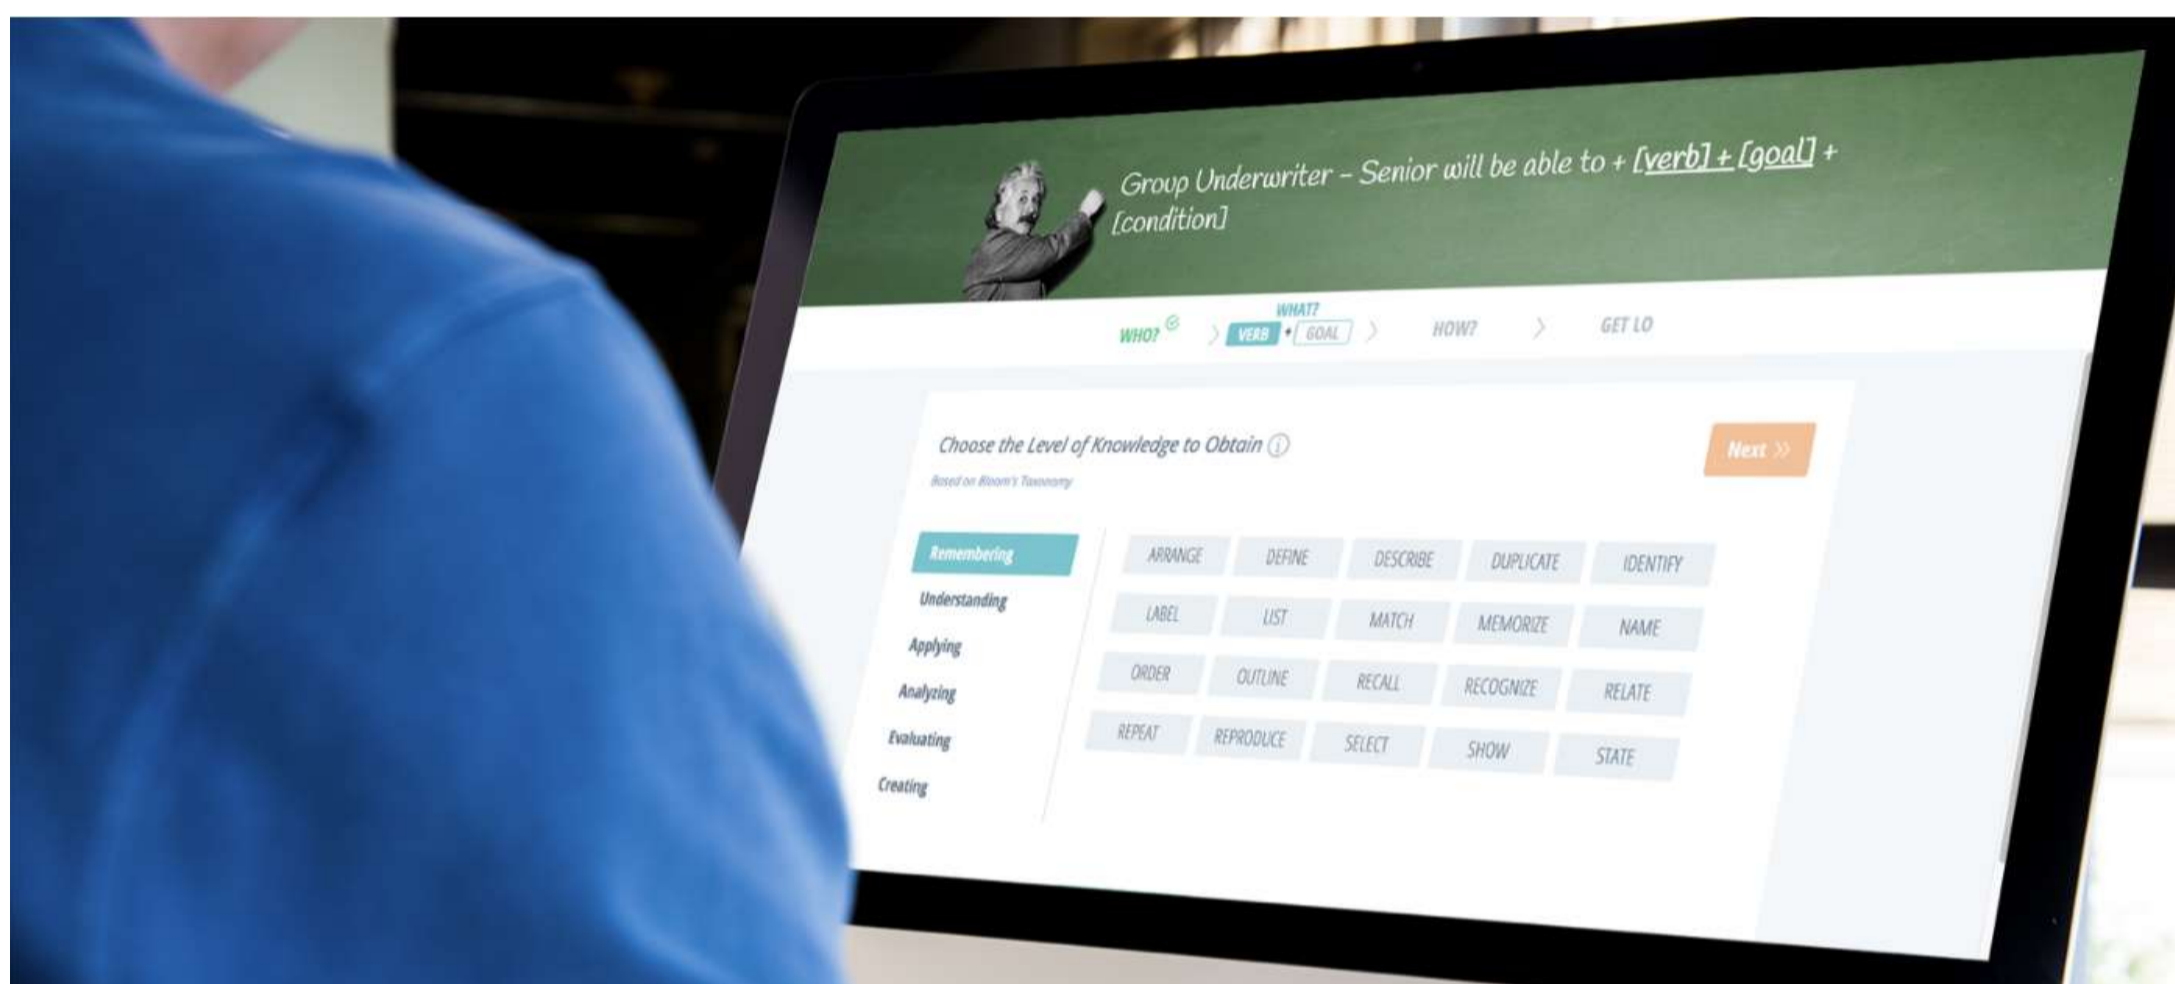 Group Underwriter – Senior will be able to + [verb] + [goal] +
[condition]
WHO?
WHAT?
VERB + GOAL
HOW?
GET LO
Choose the Level of Knowledge to Obtain
Next
Based on Bloom's Taxonomy
Remembering
Understanding
Applying
Analyzing
Evaluating
Creating
ARRANGE DEFINE DESCRIBE DUPLICATE IDENTIFY
LABEL LIST MATCH MEMORIZE NAME
ORDER OUTLINE RECALL RECOGNIZE RELATE
REPEAT REPRODUCE SELECT SHOW STATE